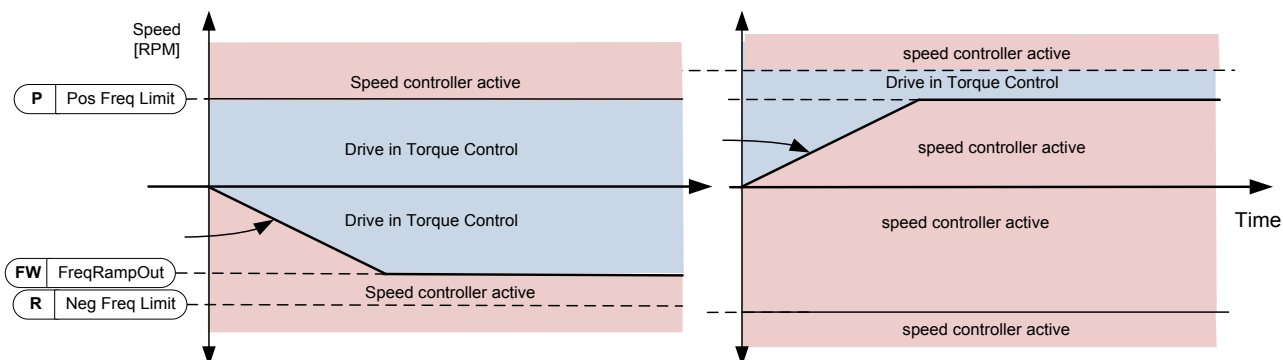 Speed
[RPM]
Speed controller active
P Pos Freq Limit
Drive in Torque Control
Drive in Torque Control
FW FreqRampOut
Speed controller active
R Neg Freq Limit
speed controller active
Drive in Torque Control
speed controller active
speed controller active
Time
speed controller active